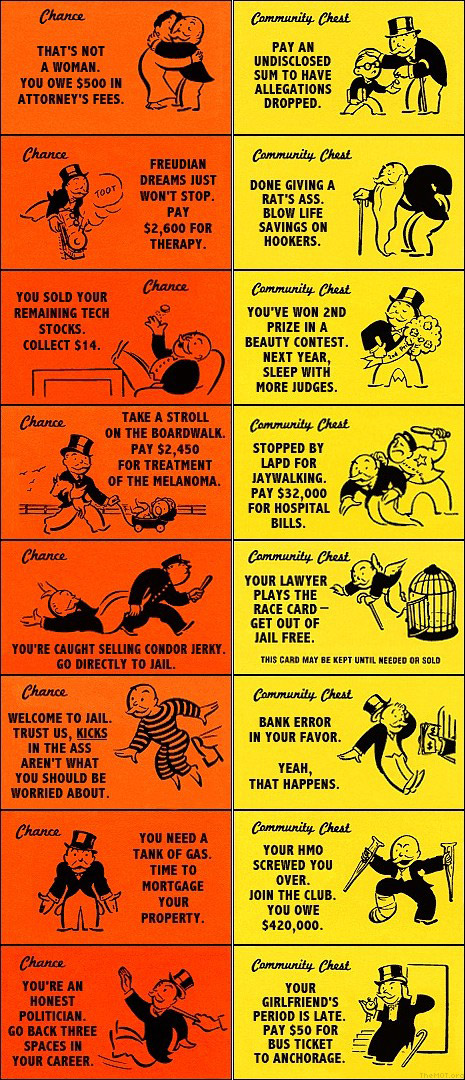 Chance
THAT'S NOT
A WOMAN.
YOU OWE $500 IN
ATTORNEY'S FEES.
Community Chest
PAY AN
UNDISCLOSED
SUM TO HAVE
ALLEGATIONS
DROPPED.
Chance
TOOT
FREUDIAN
DREAMS JUST
WON'T STOP.
PAY
$2,600 FOR
THERAPY.
Community Chest
DONE GIVING A
RAT'S ASS.
BLOW LIFE
SAVINGS ON
HOOKERS.
Chance
YOU SOLD YOUR
REMAINING TECH
STOCKS.
COLLECT $14.
Community Chest
YOU'VE WON 2ND
PRIZE IN A
BEAUTY CONTEST.
NEXT YEAR,
SLEEP WITH
MORE JUDGES.
Chance
TAKE A STROLL
ON THE BOARDWALK.
PAY $2,450
FOR TREATMENT
OF THE MELANOMA.
Community Chest
STOPPED BY
LAPD FOR
JAYWALKING.
PAY $32,000
FOR HOSPITAL
BILLS.
Chance
YOU'RE CAUGHT SELLING CONDOR JERKY.
GO DIRECTLY TO JAIL.
Community Chest
YOUR LAWYER
PLAYS THE
RACE CARD—
GET OUT OF
JAIL FREE.
THIS CARD MAY BE KEPT UNTIL NEEDED OR SOLD
Chance
WELCOME TO JAIL.
TRUST US, KICKS
IN THE ASS
AREN'T WHAT
YOU SHOULD BE
WORRIED ABOUT.
Community Chest
BANK ERROR
IN YOUR FAVOR.
YEAH,
THAT HAPPENS.
Chance
YOU NEED A
TANK OF GAS.
TIME TO
MORTGAGE
YOUR
PROPERTY.
Community Chest
YOUR HMO
SCREWED YOU
OVER.
JOIN THE CLUB.
YOU OWE
$420,000.
Chance
YOU'RE AN
HONEST
POLITICIAN.
GO BACK THREE
SPACES IN
YOUR CAREER.
Community Chest
YOUR
GIRLFRIEND'S
PERIOD IS LATE.
PAY $50 FOR
BUS TICKET
TO ANCHORAGE.
TheMOT.org